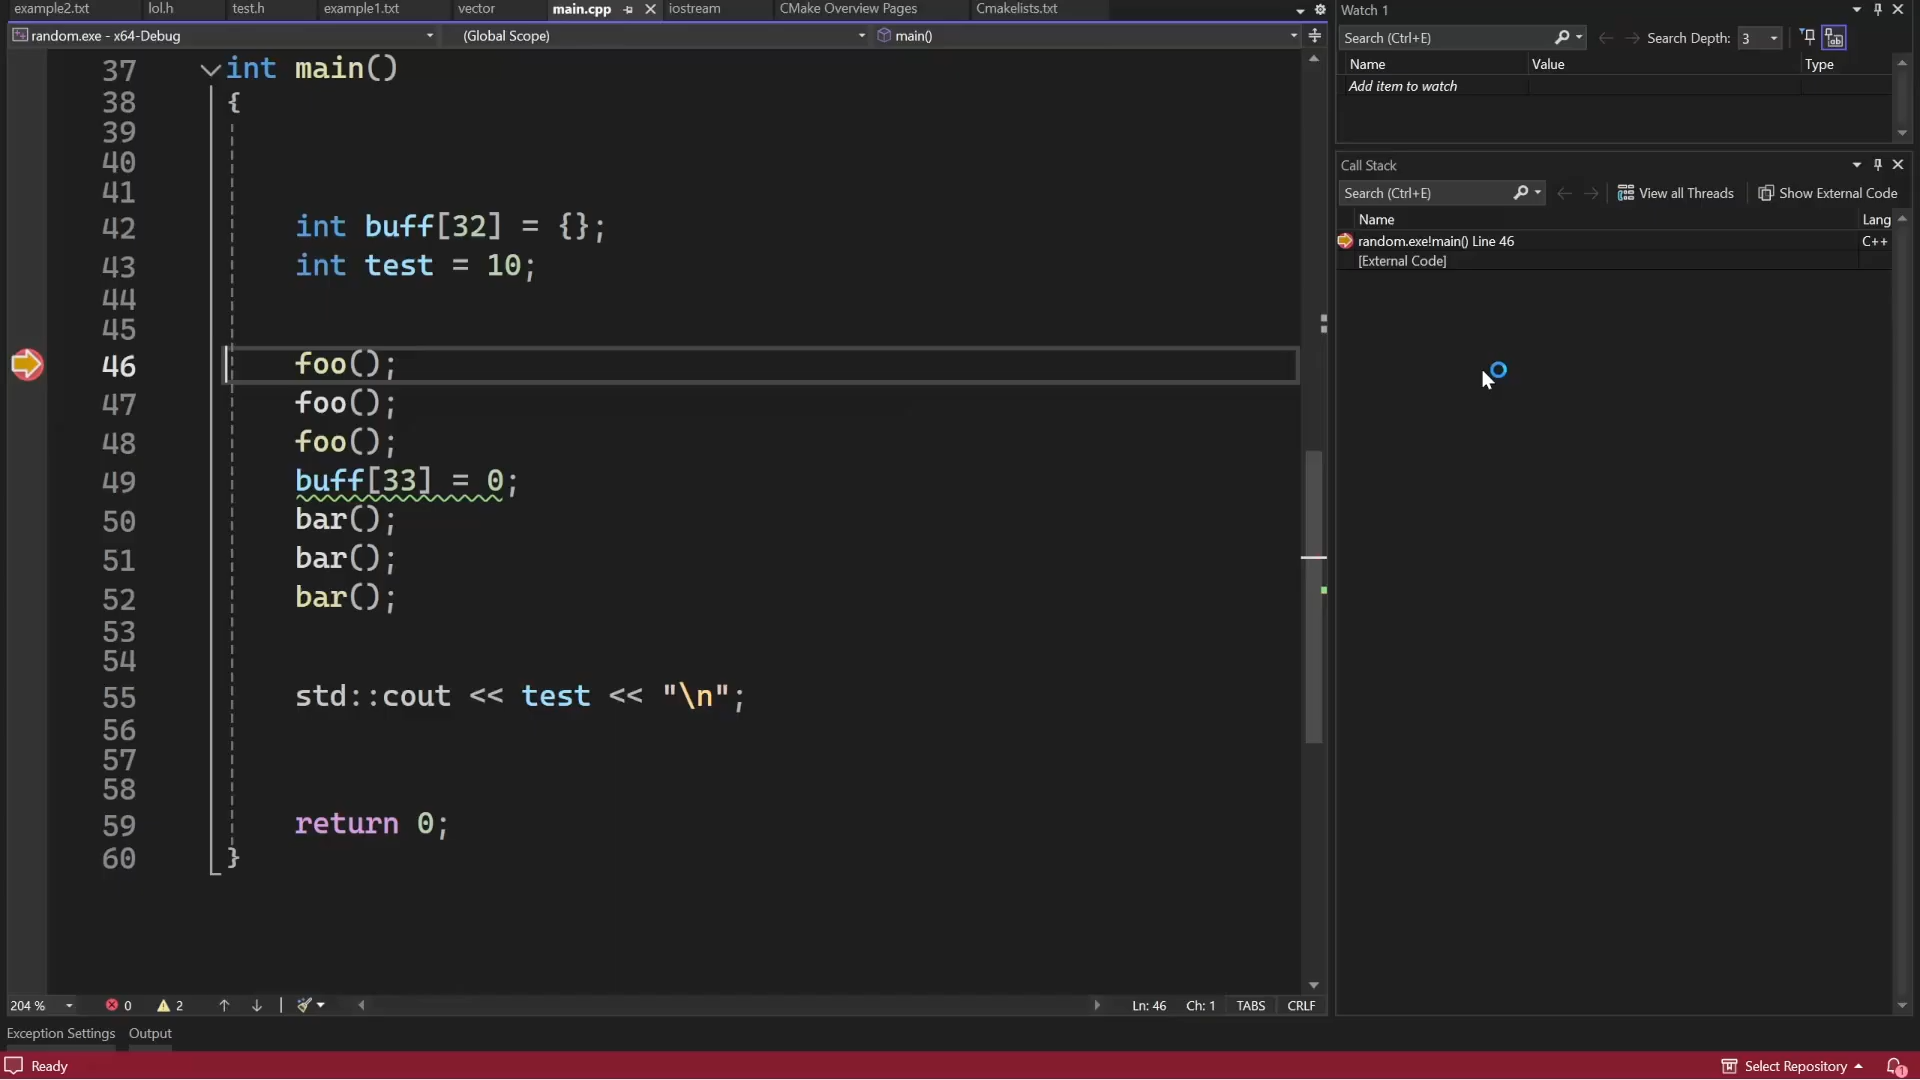 example2.txt lol.h test.h example1.txt vector main.cpp iostream CMake Overview Pages Cmakelists.txt
random.exe - x64-Debug (Global Scope) main()
37 int main()
38 {
39
40
41
42 int buff[32] = {};
43 int test = 10;
44
45
46 foo();
47 foo();
48 foo();
49 buff[33] = 0;
50 bar();
51 bar();
52 bar();
53
54
55 std::cout << test << "\n";
56
57
58
59 return 0;
60 }
204 % 0 2 Ln: 46 Ch: 1 TABS CRLF
Exception Settings Output
Ready
Watch 1
Search (Ctrl+E) Search Depth: 3
Name Value Type
Add item to watch
Call Stack
Search (Ctrl+E) View all Threads Show External Code
Name Lang
random.exe!main() Line 46 C++
[External Code]
Select Repository 1